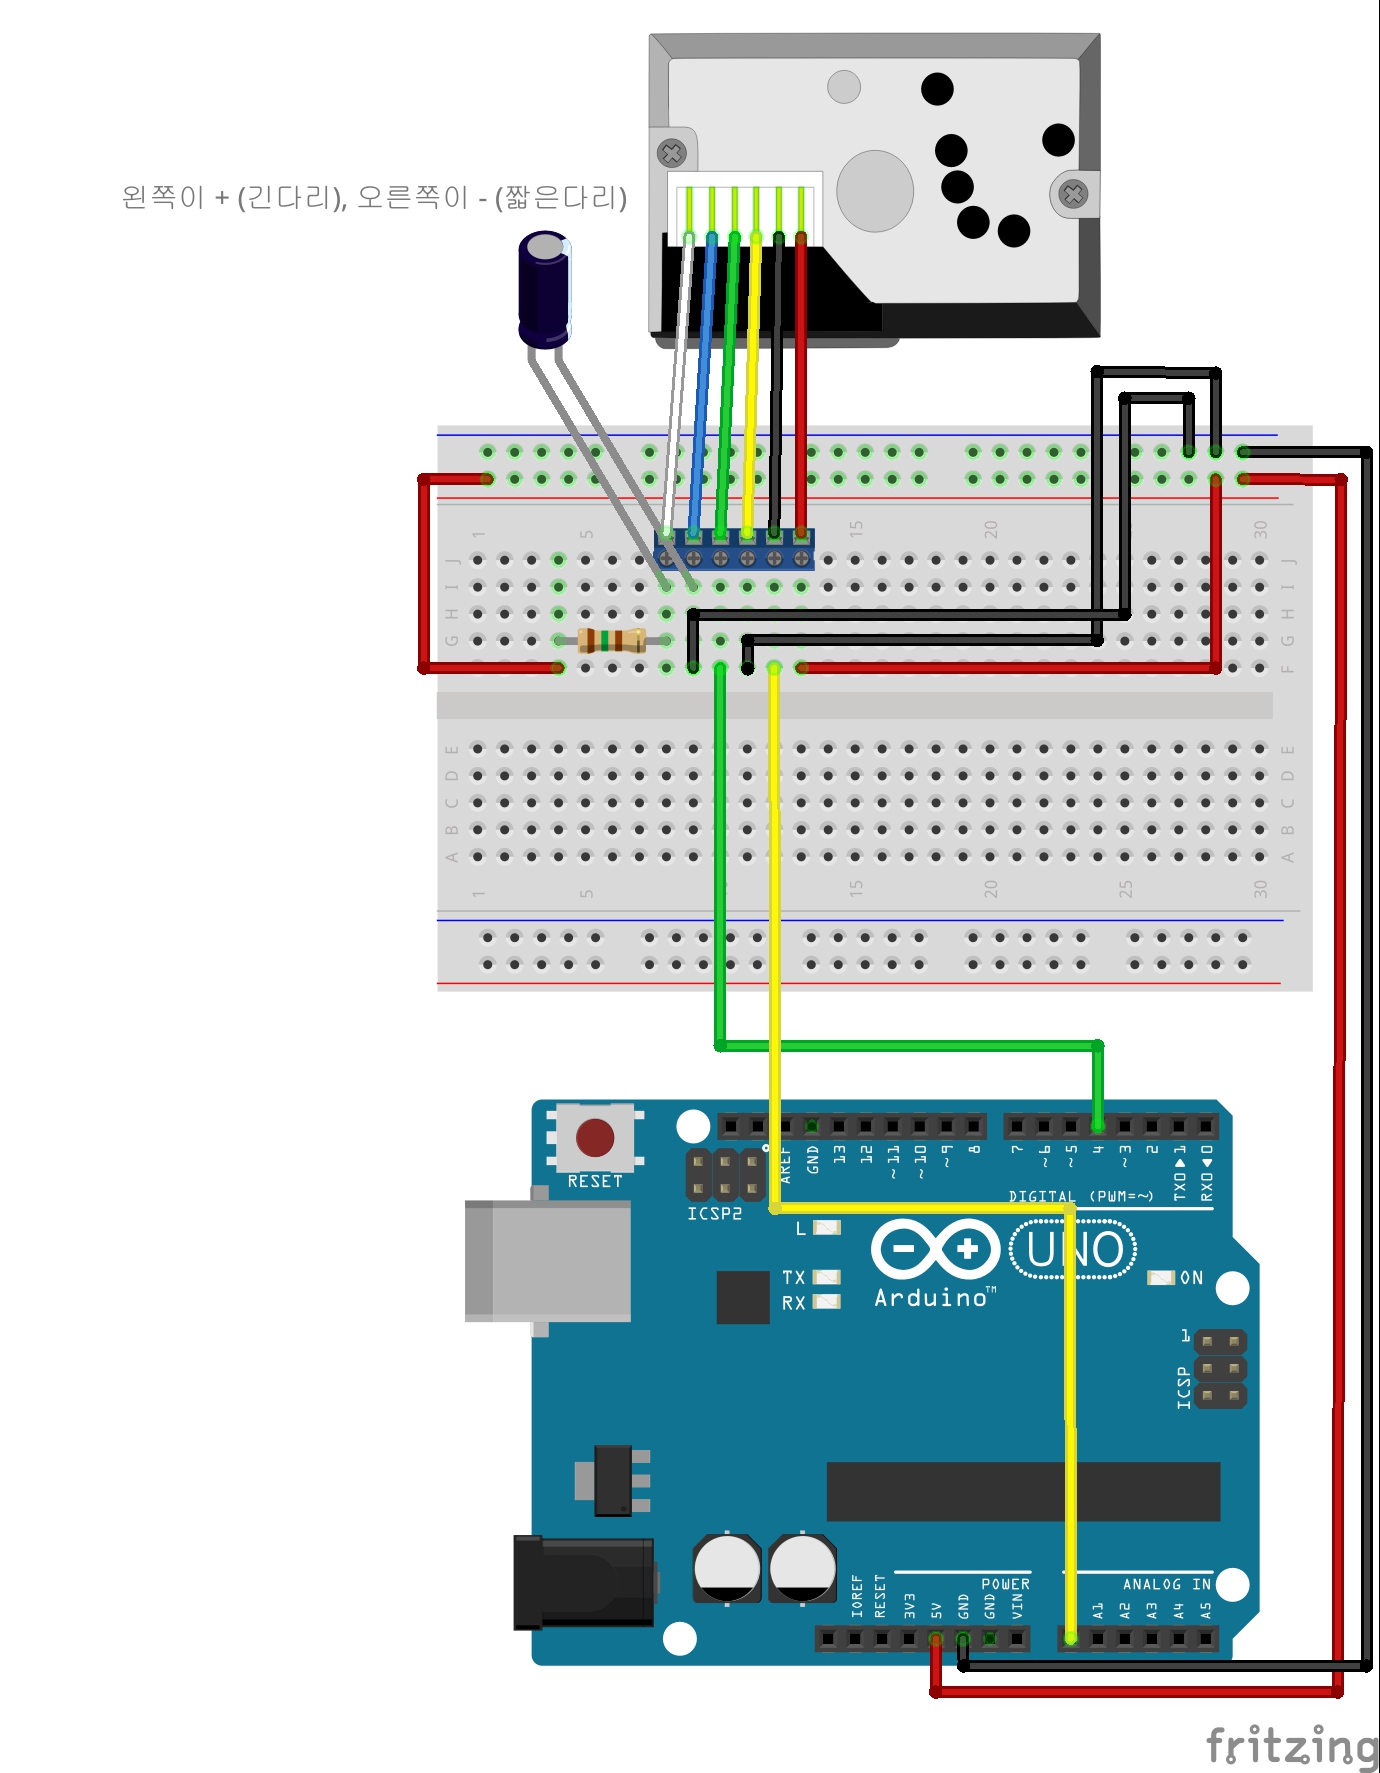 왼쪽이 + (긴다리), 오른쪽이 - (짧은다리)
1 5 15 20 30
J J
I I
H H
G G
F F
E E
D D
C C
B B
A A
1 5 15 20 25 30
RESET
ICSP2
AREF GND 13 12 ~11 ~10 ~9 8 7 ~6 ~5 4 ~3 2 TX0▶1 RX0◀0
DIGITAL (PWM=~)
L
TX
RX
UNO
Arduino™
ON
1
ICSP
POWER
ANALOG IN
IOREF RESET 3V3 5V GND GND VIN A1 A2 A3 A4 A5
fritzing